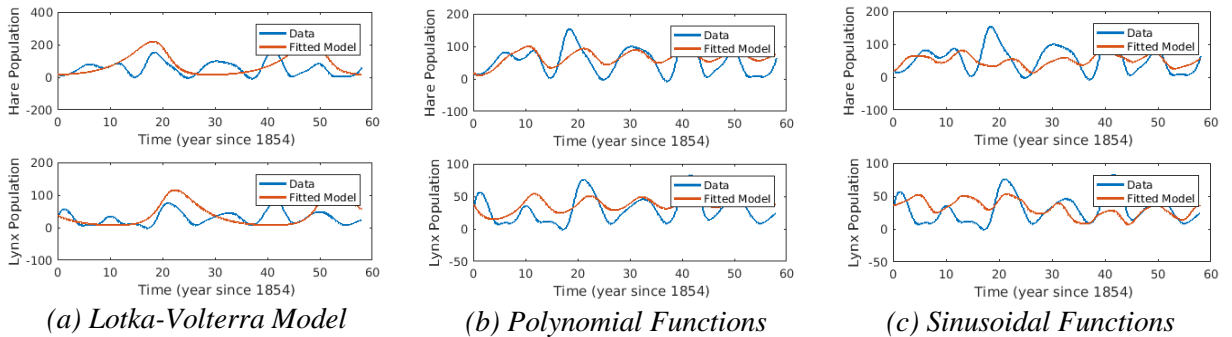 Hare Population
400
200
0
-200
Data
Fitted Model
0 10 20 30 40 50 60
Time (year since 1854)
Lynx Population
200
100
0
-100
Data
Fitted Model
0 10 20 30 40 50 60
Time (year since 1854)
(a) Lotka-Volterra Model
Hare Population
200
100
0
-100
Data
Fitted Model
0 10 20 30 40 50 60
Time (year since 1854)
Lynx Population
100
50
0
-50
Data
Fitted Model
0 10 20 30 40 50 60
Time (year since 1854)
(b) Polynomial Functions
Hare Population
200
100
0
-100
Data
Fitted Model
0 10 20 30 40 50 60
Time (year since 1854)
Lynx Population
100
50
0
-50
Data
Fitted Model
0 10 20 30 40 50 60
Time (year since 1854)
(c) Sinusoidal Functions